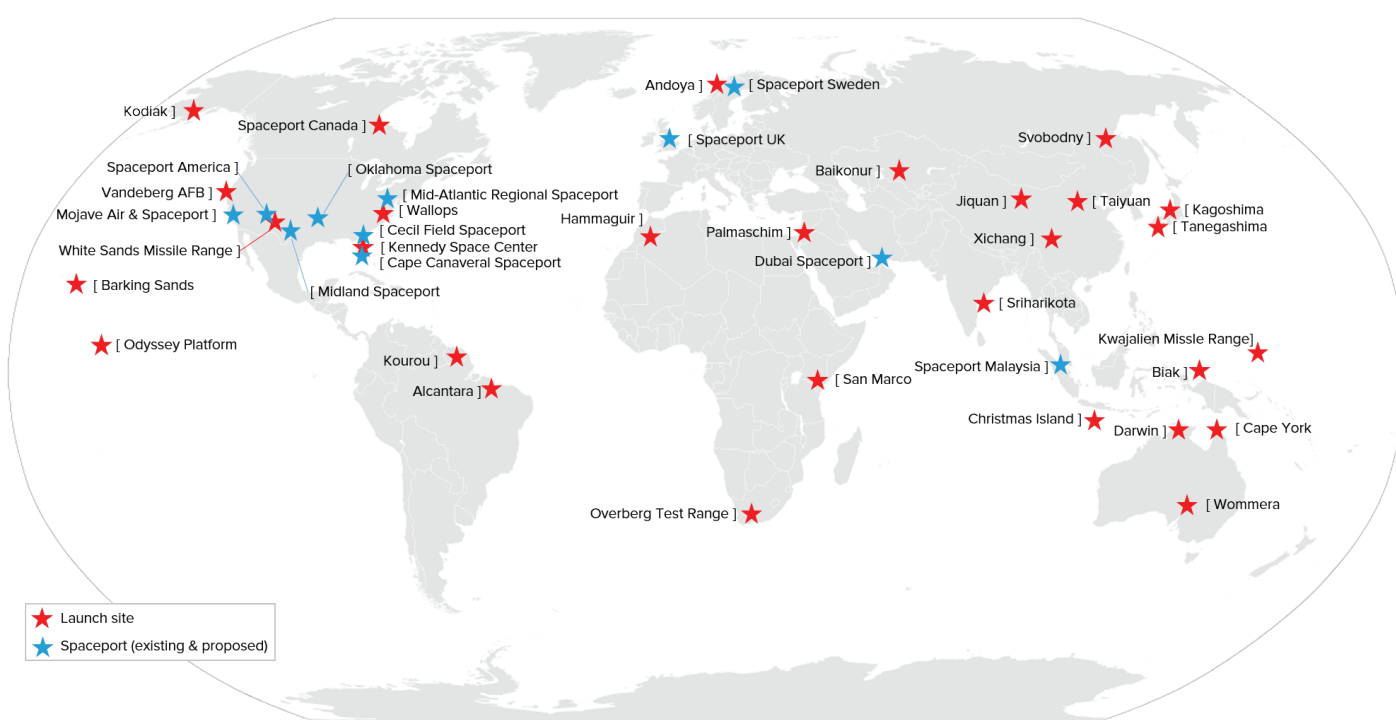 Andoya ]
[ Spaceport Sweden
Kodiak ]
Spaceport Canada ]
[ Spaceport UK
Svobodny ]
Spaceport America ]
[ Oklahoma Spaceport
Baikonur ]
Vandeberg AFB ]
[ Mid-Atlantic Regional Spaceport
Jiquan ]
[ Taiyuan
Mojave Air & Spaceport ]
[ Wallops
Hammaguir ]
[ Kagoshima
[ Cecil Field Spaceport
Palmaschim ]
[ Tanegashima
White Sands Missile Range ]
[ Kennedy Space Center
Xichang ]
[ Cape Canaveral Spaceport
Dubai Spaceport ]
[ Barking Sands
[ Midland Spaceport
[ Sriharikota
[ Odyssey Platform
Kwajalien Missle Range]
Kourou ]
Spaceport Malaysia ]
Biak ]
Alcantara ]
[ San Marco
Christmas Island ]
Darwin ]
[ Cape York
Overberg Test Range ]
[ Wommera
Launch site
Spaceport (existing & proposed)